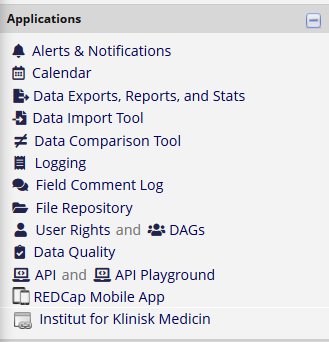 Applications
Alerts & Notifications
Calendar
Data Exports, Reports, and Stats
Data Import Tool
Data Comparison Tool
Logging
Field Comment Log
File Repository
User Rights and DAGs
Data Quality
API and API Playground
REDCap Mobile App
Institut for Klinisk Medicin